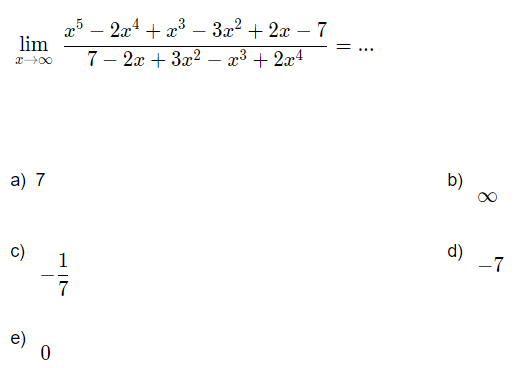 lim x→∞ (x^5 − 2x^4 + x^3 − 3x^2 + 2x − 7) / (7 − 2x + 3x^2 − x^3 + 2x^4) = ...
a) 7
b) ∞
c) −1/7
d) −7
e) 0